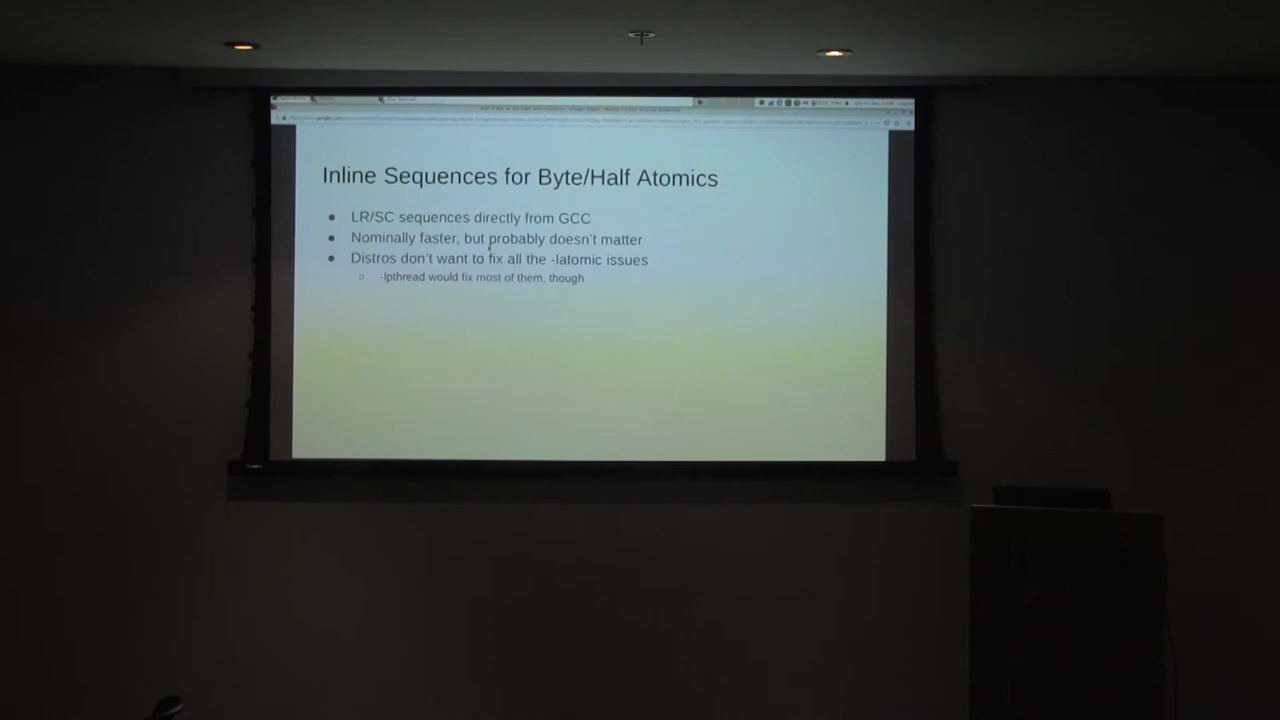 Inline Sequences for Byte/Half Atomics
● LR/SC sequences directly from GCC
● Nominally faster, but probably doesn't matter
● Distros don't want to fix all the -latomic issues
○ -lpthread would fix most of them, though